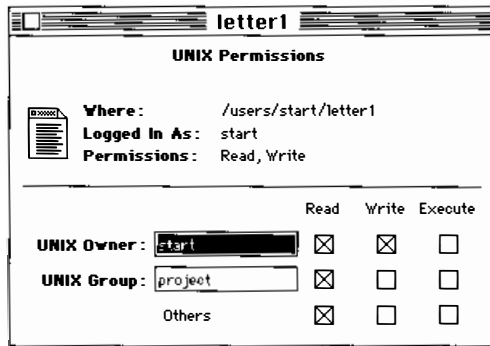 letter1
UNIX Permissions
Where: /users/start/letter1
Logged In As: start
Permissions: Read, Write
Read Write Execute
UNIX Owner: start
UNIX Group: project
Others